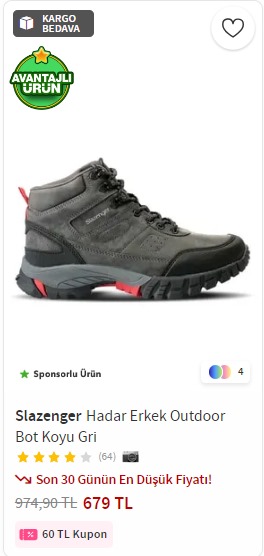 KARGO
BEDAVA
AVANTAJLI
ÜRÜN
Slazenger
Sponsorlu Ürün
4
Slazenger Hadar Erkek Outdoor
Bot Koyu Gri
(64)
Son 30 Günün En Düşük Fiyatı!
974,90 TL 679 TL
60 TL Kupon